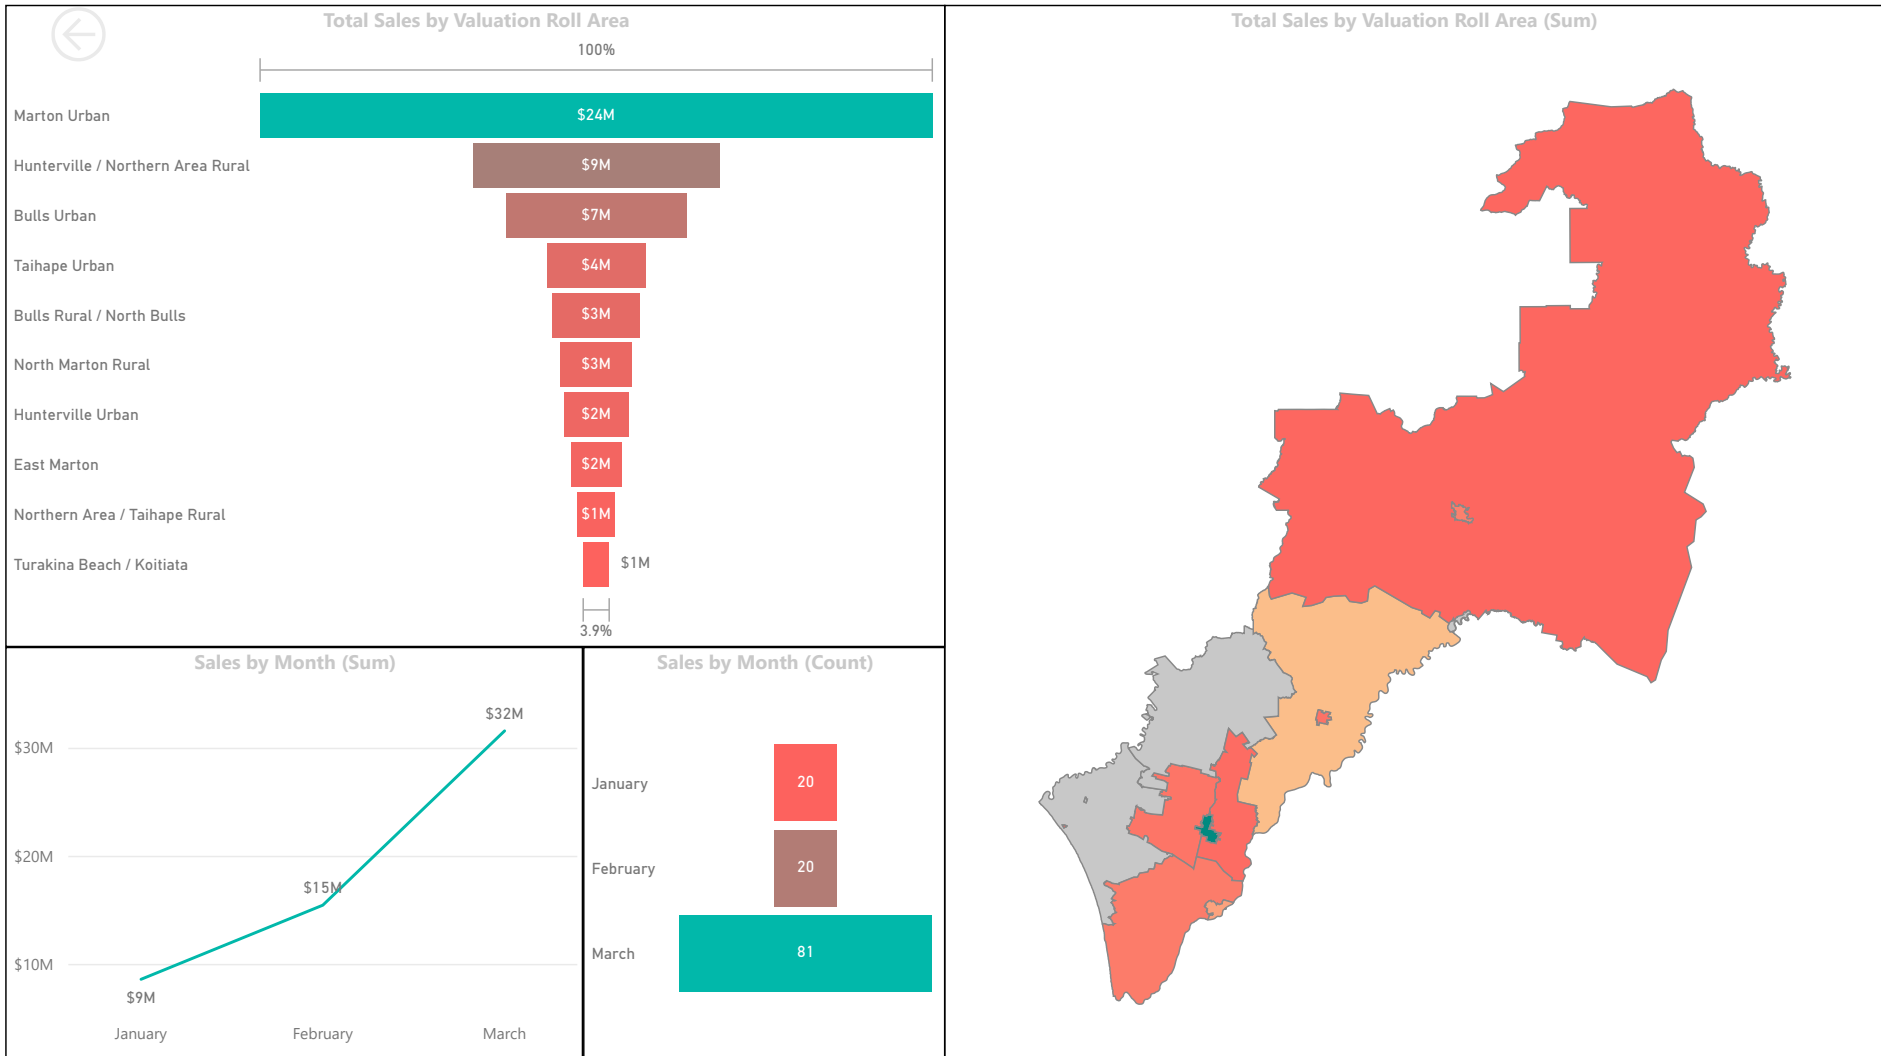 Total Sales by Valuation Roll Area
100%
Marton Urban $24M
Hunterville / Northern Area Rural $9M
Bulls Urban $7M
Taihape Urban $4M
Bulls Rural / North Bulls $3M
North Marton Rural $3M
Hunterville Urban $2M
East Marton $2M
Northern Area / Taihape Rural $1M
Turakina Beach / Koitiata $1M
3.9%
Sales by Month (Sum)
$32M
$30M
$20M
$15M
$10M
$9M
January February March
Sales by Month (Count)
January 20
February 20
March 81
Total Sales by Valuation Roll Area (Sum)